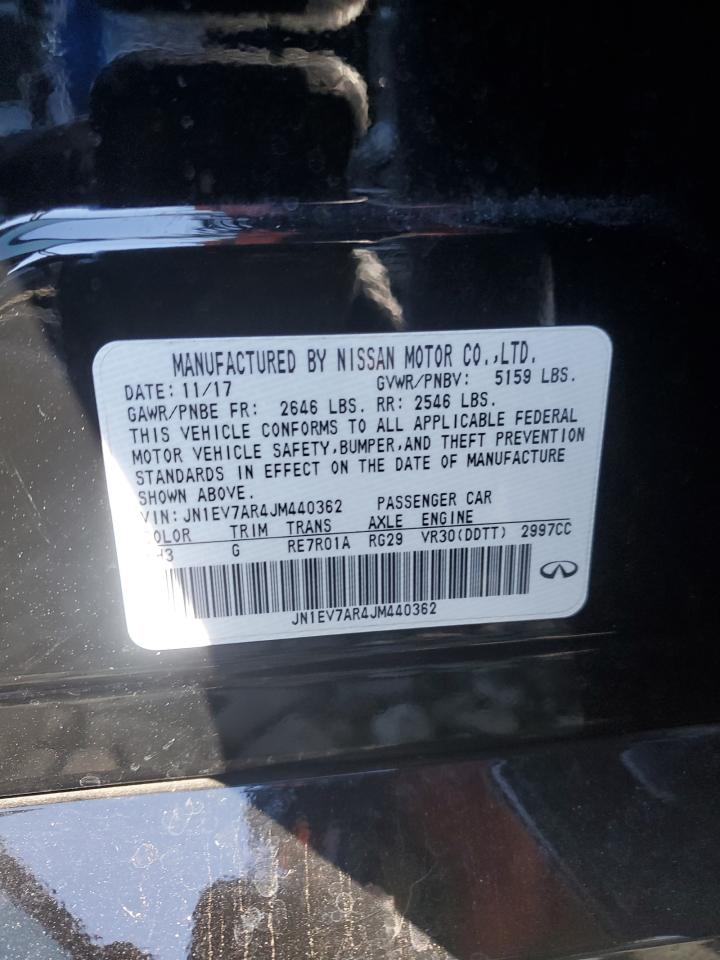 MANUFACTURED BY NISSAN MOTOR CO.,LTD.
DATE: 11/17 GVWR/PNBV: 5159 LBS.
GAWR/PNBE FR: 2646 LBS. RR: 2546 LBS.
THIS VEHICLE CONFORMS TO ALL APPLICABLE FEDERAL
MOTOR VEHICLE SAFETY,BUMPER,AND THEFT PREVENTION
STANDARDS IN EFFECT ON THE DATE OF MANUFACTURE
SHOWN ABOVE.
VIN: JN1EV7AR4JM440362 PASSENGER CAR
COLOR TRIM TRANS AXLE ENGINE
G RE7R01A RG29 VR30(DDTT) 2997CC
JN1EV7AR4JM440362